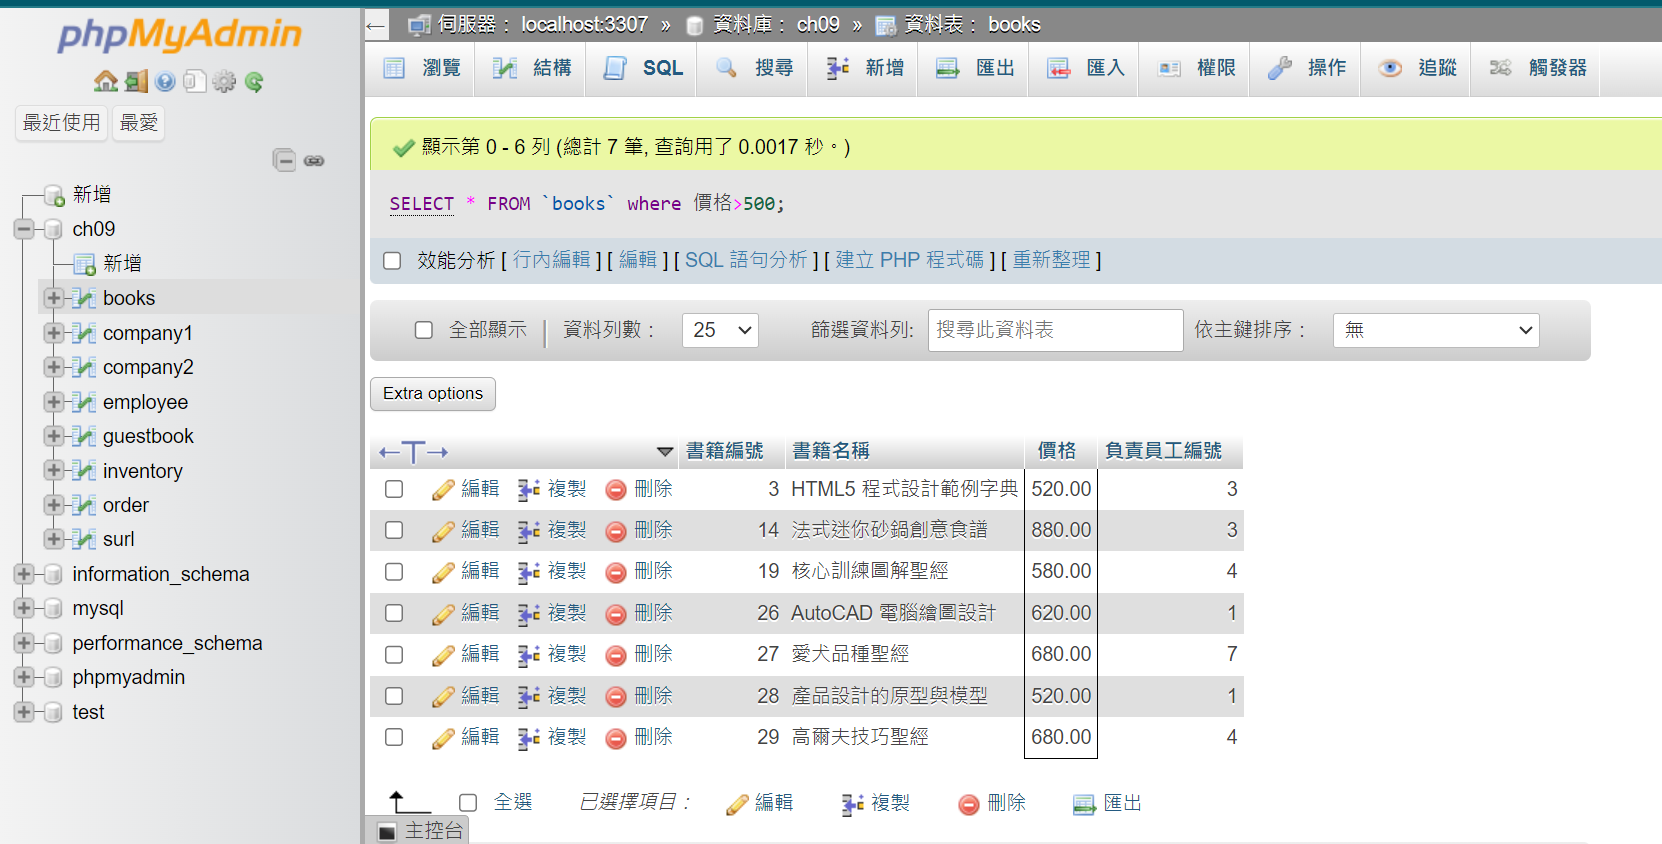 phpMyAdmin
最近使用 最愛
新增
ch09
新增
books
company1
company2
employee
guestbook
inventory
order
surl
information_schema
mysql
performance_schema
phpmyadmin
test
伺服器： localhost:3307 » 資料庫： ch09 » 資料表： books
瀏覽 結構 SQL 搜尋 新增 匯出 匯入 權限 操作 追蹤 觸發器
顯示第 0 - 6 列 (總計 7 筆, 查詢用了 0.0017 秒。)
SELECT * FROM `books` where 價格>500;
效能分析 [ 行內編輯 ] [ 編輯 ] [ SQL 語句分析 ] [ 建立 PHP 程式碼 ] [ 重新整理 ]
全部顯示 資料列數： 25 篩選資料列: 搜尋此資料表 依主鍵排序： 無
Extra options
←T→ 書籍編號 書籍名稱 價格 負責員工編號
編輯 複製 刪除 3 HTML5 程式設計範例字典 520.00 3
編輯 複製 刪除 14 法式迷你砂鍋創意食譜 880.00 3
編輯 複製 刪除 19 核心訓練圖解聖經 580.00 4
編輯 複製 刪除 26 AutoCAD 電腦繪圖設計 620.00 1
編輯 複製 刪除 27 愛犬品種聖經 680.00 7
編輯 複製 刪除 28 產品設計的原型與模型 520.00 1
編輯 複製 刪除 29 高爾夫技巧聖經 680.00 4
全選 已選擇項目： 編輯 複製 刪除 匯出
主控台